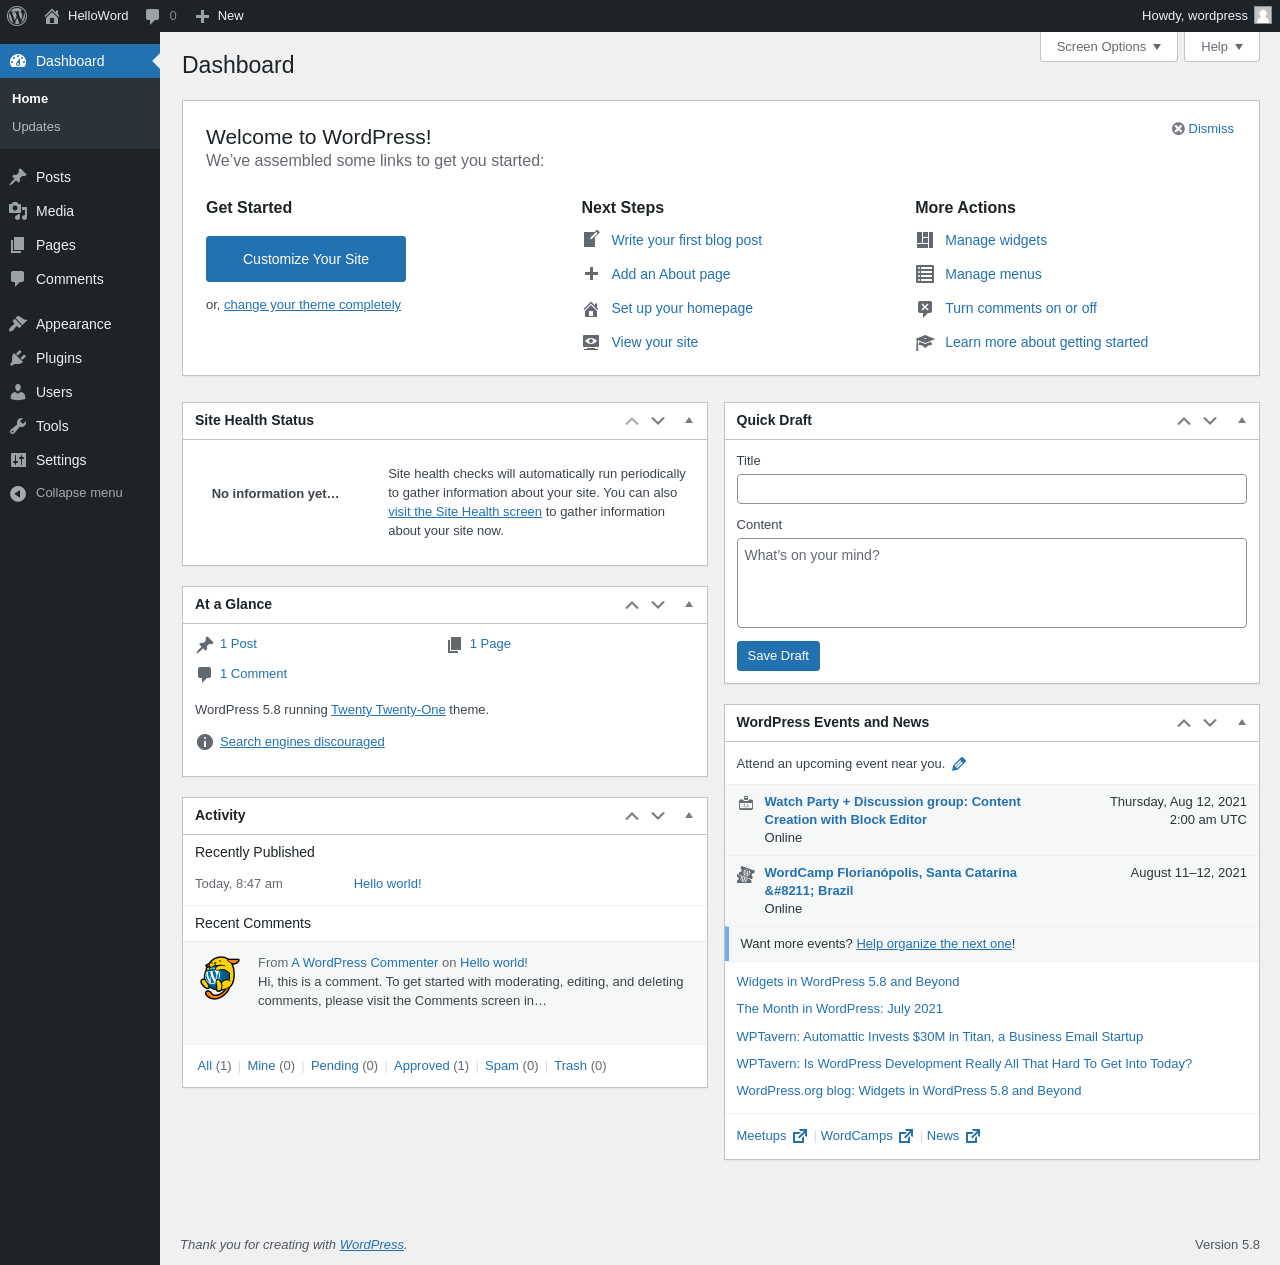 HelloWord 0 New Howdy, wordpress
Dashboard
Home
Updates
Posts
Media
Pages
Comments
Appearance
Plugins
Users
Tools
Settings
Collapse menu
Screen Options Help
Dashboard
Welcome to WordPress!
Dismiss
We’ve assembled some links to get you started:
Get Started
Customize Your Site
or, change your theme completely
Next Steps
Write your first blog post
Add an About page
Set up your homepage
View your site
More Actions
Manage widgets
Manage menus
Turn comments on or off
Learn more about getting started
Site Health Status
No information yet…
Site health checks will automatically run periodically
to gather information about your site. You can also
visit the Site Health screen to gather information
about your site now.
At a Glance
1 Post 1 Page
1 Comment
WordPress 5.8 running Twenty Twenty-One theme.
Search engines discouraged
Activity
Recently Published
Today, 8:47 am Hello world!
Recent Comments
From A WordPress Commenter on Hello world!
Hi, this is a comment. To get started with moderating, editing, and deleting
comments, please visit the Comments screen in…
All (1) | Mine (0) | Pending (0) | Approved (1) | Spam (0) | Trash (0)
Quick Draft
Title
Content
What’s on your mind?
Save Draft
WordPress Events and News
Attend an upcoming event near you.
Watch Party + Discussion group: Content Thursday, Aug 12, 2021
Creation with Block Editor 2:00 am UTC
Online
WordCamp Florianópolis, Santa Catarina August 11–12, 2021
&#8211; Brazil
Online
Want more events? Help organize the next one!
Widgets in WordPress 5.8 and Beyond
The Month in WordPress: July 2021
WPTavern: Automattic Invests $30M in Titan, a Business Email Startup
WPTavern: Is WordPress Development Really All That Hard To Get Into Today?
WordPress.org blog: Widgets in WordPress 5.8 and Beyond
Meetups | WordCamps | News
Thank you for creating with WordPress. Version 5.8